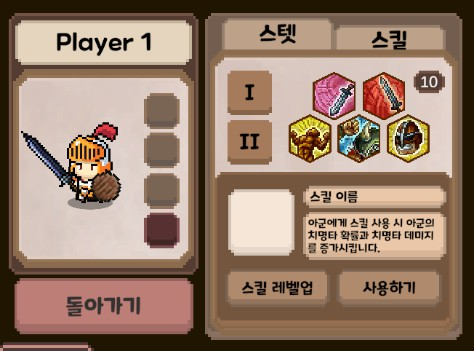 Player 1
스텟
스킬
I
10
II
스킬 이름
아군에게 스킬 사용 시 아군의
치명타 확률과 치명타 데미지
를 증가시킵니다.
스킬 레벨업
사용하기
돌아가기